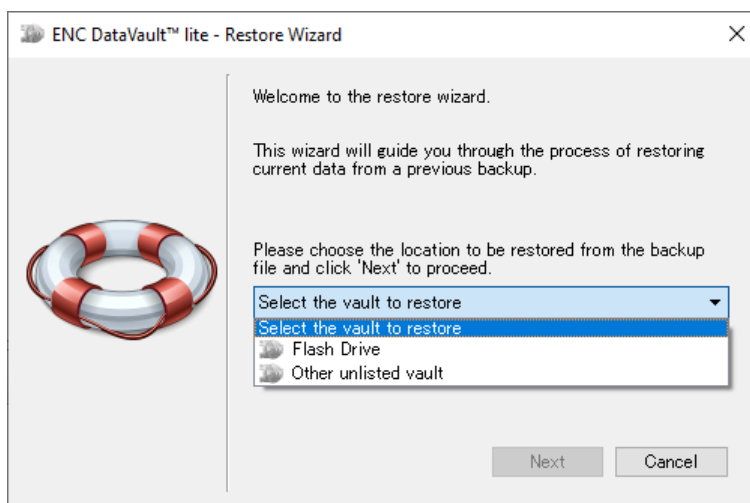 ENC DataVault™ lite - Restore Wizard
Welcome to the restore wizard.
This wizard will guide you through the process of restoring
current data from a previous backup.
Please choose the location to be restored from the backup
file and click 'Next' to proceed.
Select the vault to restore
Select the vault to restore
Flash Drive
Other unlisted vault
Next
Cancel